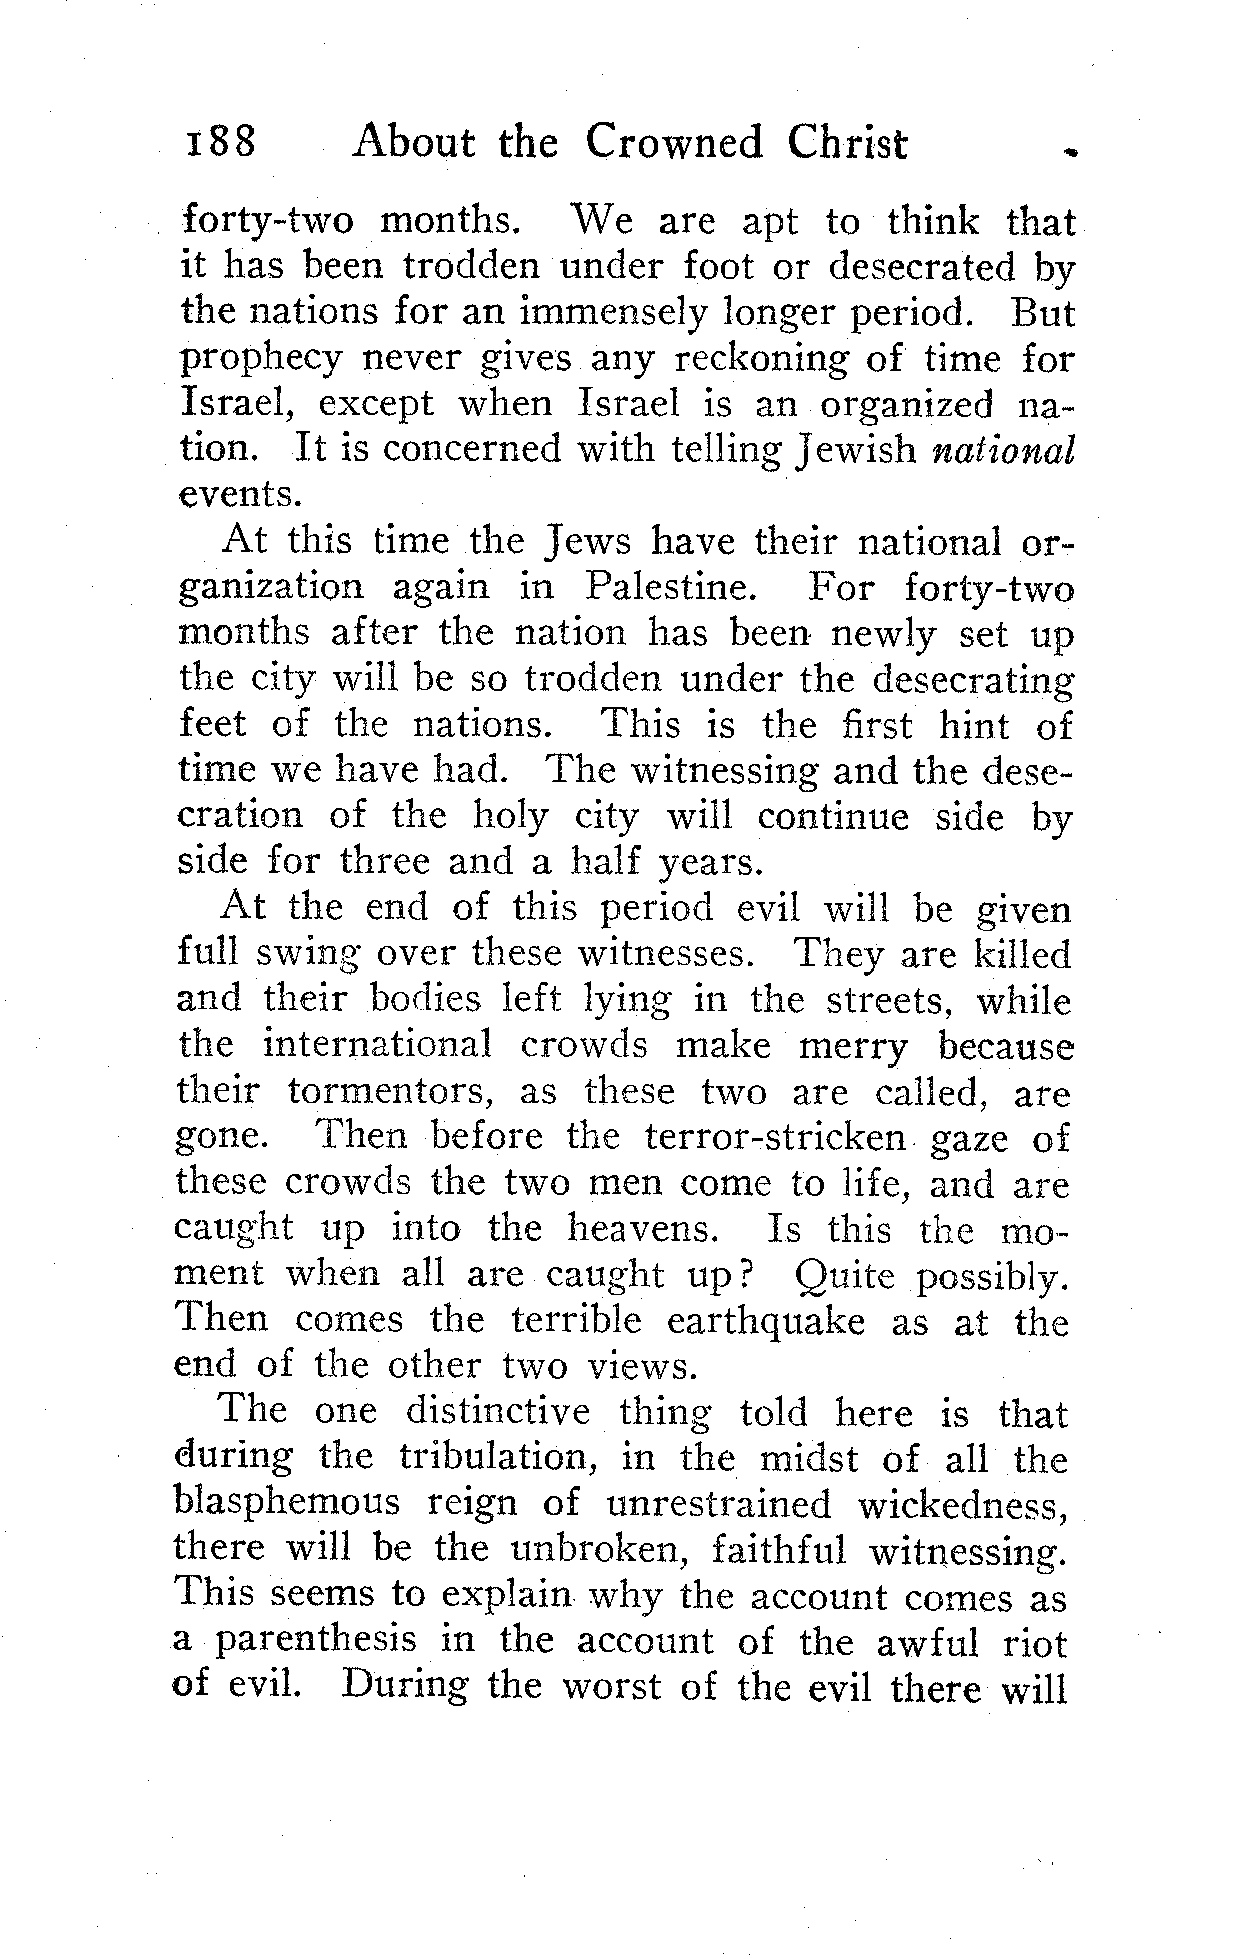 188 About the Crowned Christ
forty-two months. We are apt to think that
it has been trodden under foot or desecrated by
the nations for an immensely longer period. But
prophecy never gives any reckoning of time for
Israel, except when Israel is an organized na-
tion. It is concerned with telling Jewish national
events.
At this time the Jews have their national or-
ganization again in Palestine. For forty-two
months after the nation has been newly set up
the city will be so trodden under the desecrating
feet of the nations. This is the first hint of
time we have had. The witnessing and the dese-
cration of the holy city will continue side by
side for three and a half years.
At the end of this period evil will be given
full swing over these witnesses. They are killed
and their bodies left lying in the streets, while
the international crowds make merry because
their tormentors, as these two are called, are
gone. Then before the terror-stricken gaze of
these crowds the two men come to life, and are
caught up into the heavens. Is this the mo-
ment when all are caught up? Quite possibly.
Then comes the terrible earthquake as at the
end of the other two views.
The one distinctive thing told here is that
during the tribulation, in the midst of all the
blasphemous reign of unrestrained wickedness,
there will be the unbroken, faithful witnessing.
This seems to explain why the account comes as
a parenthesis in the account of the awful riot
of evil. During the worst of the evil there will